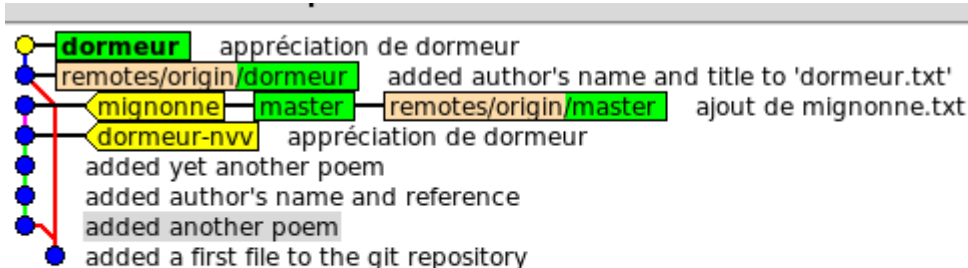 dormeur appréciation de dormeur
remotes/origin/dormeur added author's name and title to 'dormeur.txt'
mignonne master remotes/origin/master ajout de mignonne.txt
dormeur-nvv appréciation de dormeur
added yet another poem
added author's name and reference
added another poem
added a first file to the git repository